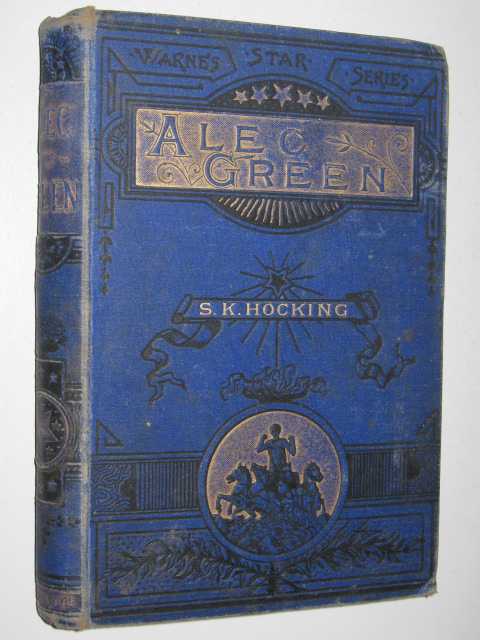 WARNE'S STAR SERIES
ALEC
GREEN
S. K. HOCKING